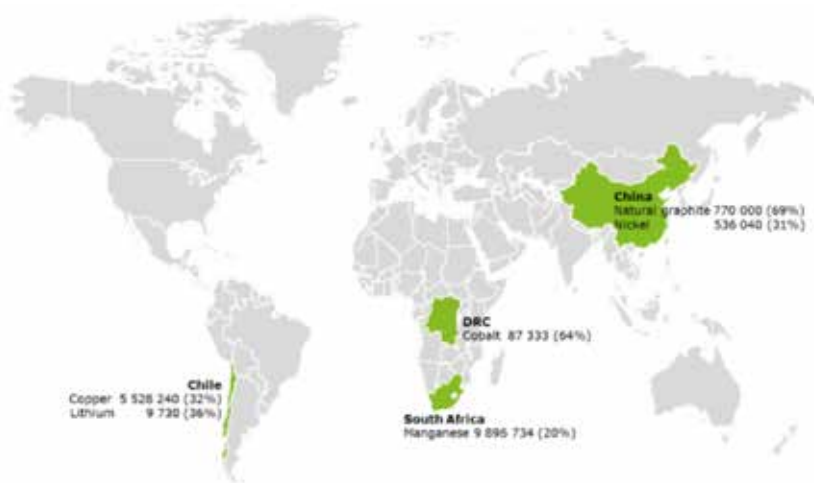 China
Natural graphite 770 000 (69%)
Nickel 536 040 (31%)
DRC
Cobalt 87 333 (64%)
Chile
Copper 5 528 240 (32%)
Lithium 9 730 (36%)
South Africa
Manganese 9 896 734 (20%)